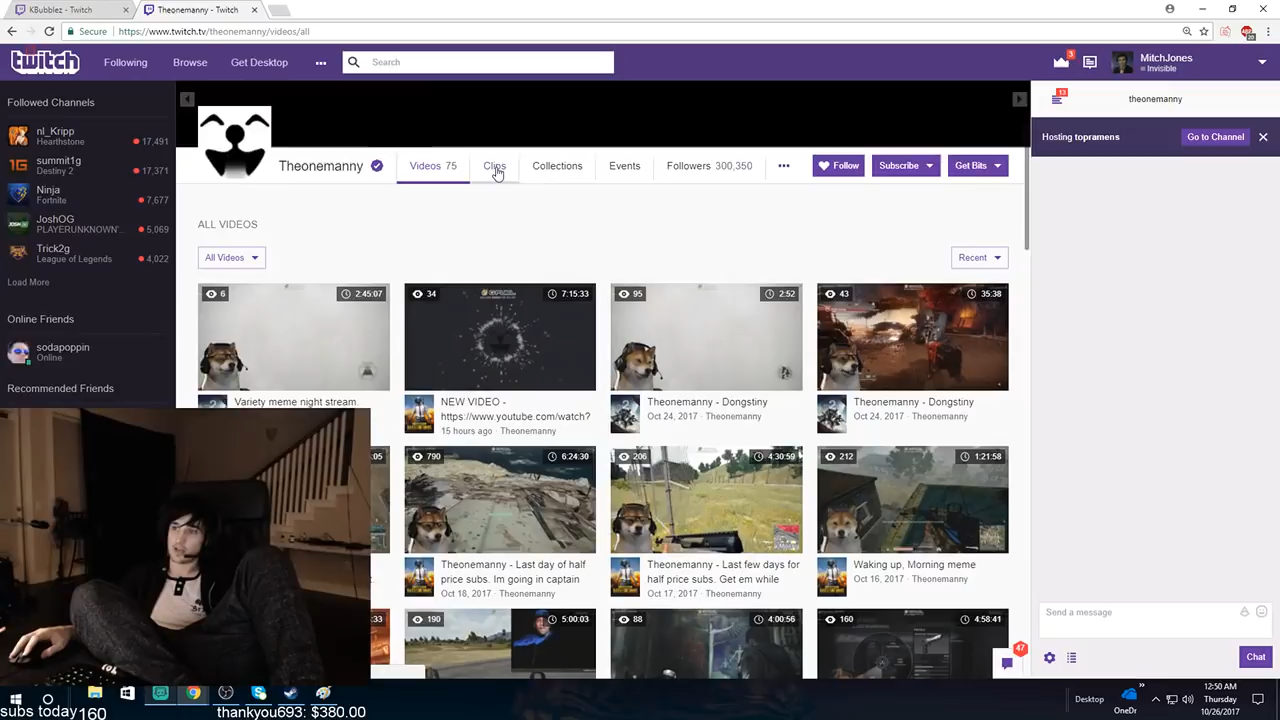 KBubblez - Twitch
Theonemanny - Twitch
Secure
https://www.twitch.tv/theonemanny/videos/all
twitch
Following
Browse
Get Desktop
Search
3
MitchJones
Invisible
Followed Channels
nl_Kripp
Hearthstone
17,491
summit1g
Destiny 2
17,371
Ninja
Fortnite
7,677
JoshOG
PLAYERUNKNOWN'..
5,069
Trick2g
League of Legends
4,022
Load More
Online Friends
sodapoppin
Online
Recommended Friends
Theonemanny
Videos 75
Clips
Collections
Events
Followers 300,350
Follow
Subscribe
Get Bits
13
theonemanny
Hosting topramens
Go to Channel
ALL VIDEOS
All Videos
Recent
6
2:45:07
34
7:15:33
95
2:52
43
35:38
Variety meme night stream.
NEW VIDEO -
https://www.youtube.com/watch?
15 hours ago - Theonemanny
Theonemanny - Dongstiny
Oct 24, 2017 - Theonemanny
Theonemanny - Dongstiny
Oct 24, 2017 - Theonemanny
:05
790
6:24:30
206
4:30:59
212
1:21:58
Theonemanny - Last day of half
price subs. Im going in captain
Oct 18, 2017 - Theonemanny
Theonemanny - Last few days for
half price subs. Get em while
Oct 17, 2017 - Theonemanny
Waking up, Morning meme
Oct 16, 2017 - Theonemanny
:33
190
5:00:03
88
4:00:56
160
4:58:41
Send a message
Chat
47
subs today 160
thankyou693: $380.00
Desktop
OneDr
12:50 AM
Thursday
10/26/2017